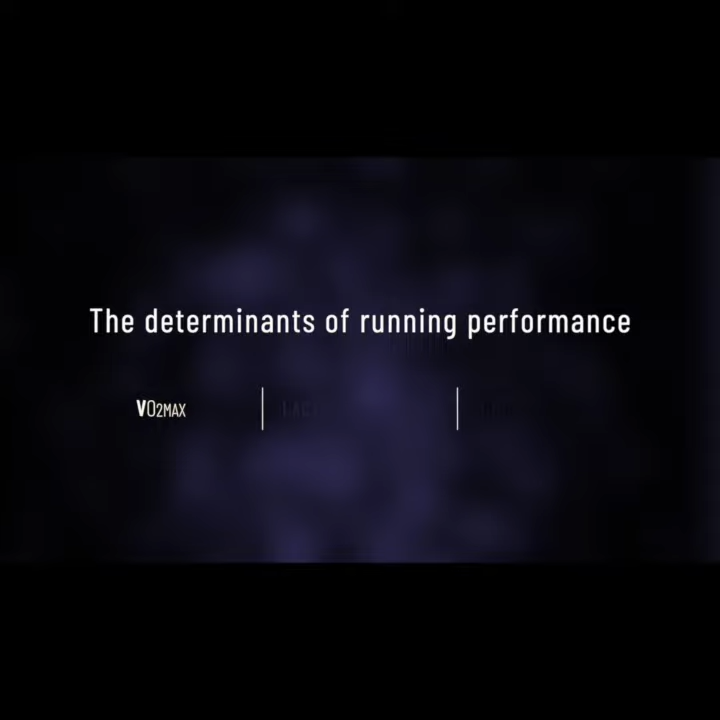 The determinants of running performance
VO2MAX